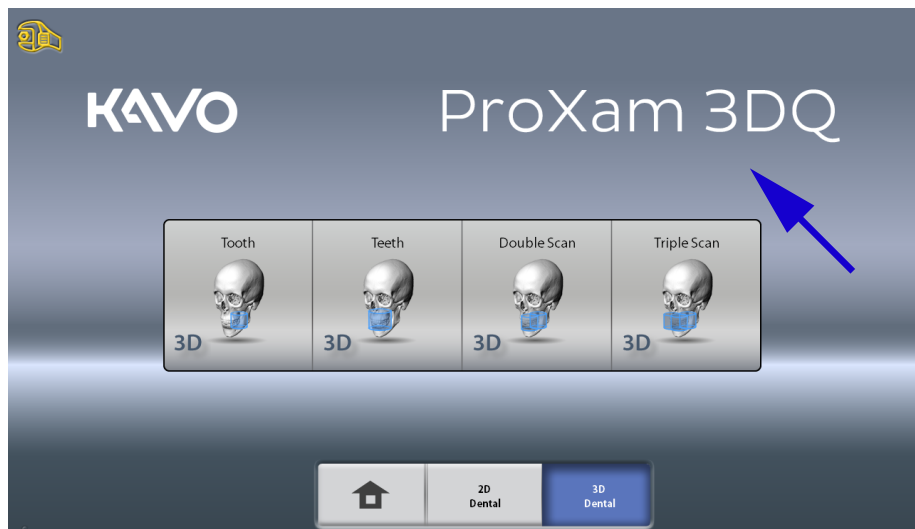 KAVO
ProXam 3DQ
Tooth
Teeth
Double Scan
Triple Scan
3D
3D
3D
3D
2D
Dental
3D
Dental